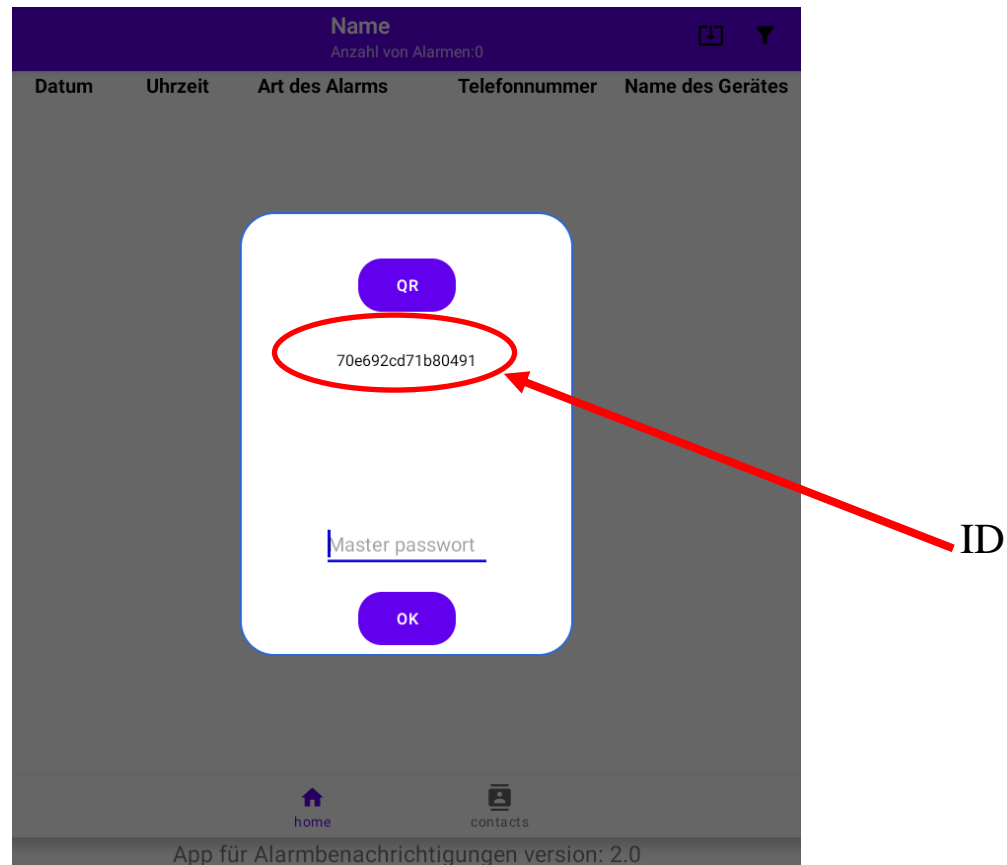 Name
Anzahl von Alarmen:0
Datum Uhrzeit Art des Alarms Telefonnummer Name des Gerätes
QR
70e692cd71b80491
ID
Master passwort
OK
home contacts
App für Alarmbenachrichtigungen version: 2.0